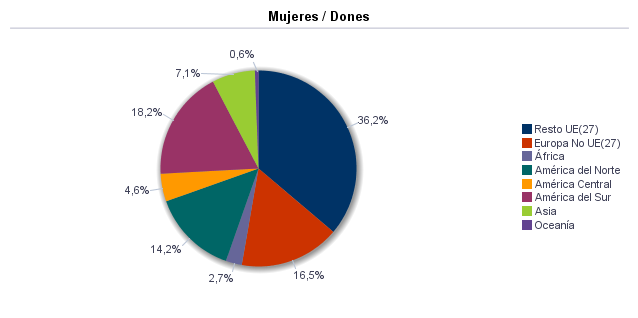 Mujeres / Dones
0,6%
7,1%
18,2%
36,2%
4,6%
14,2%
2,7%
16,5%
Resto UE(27)
Europa No UE(27)
África
América del Norte
América Central
América del Sur
Asia
Oceanía